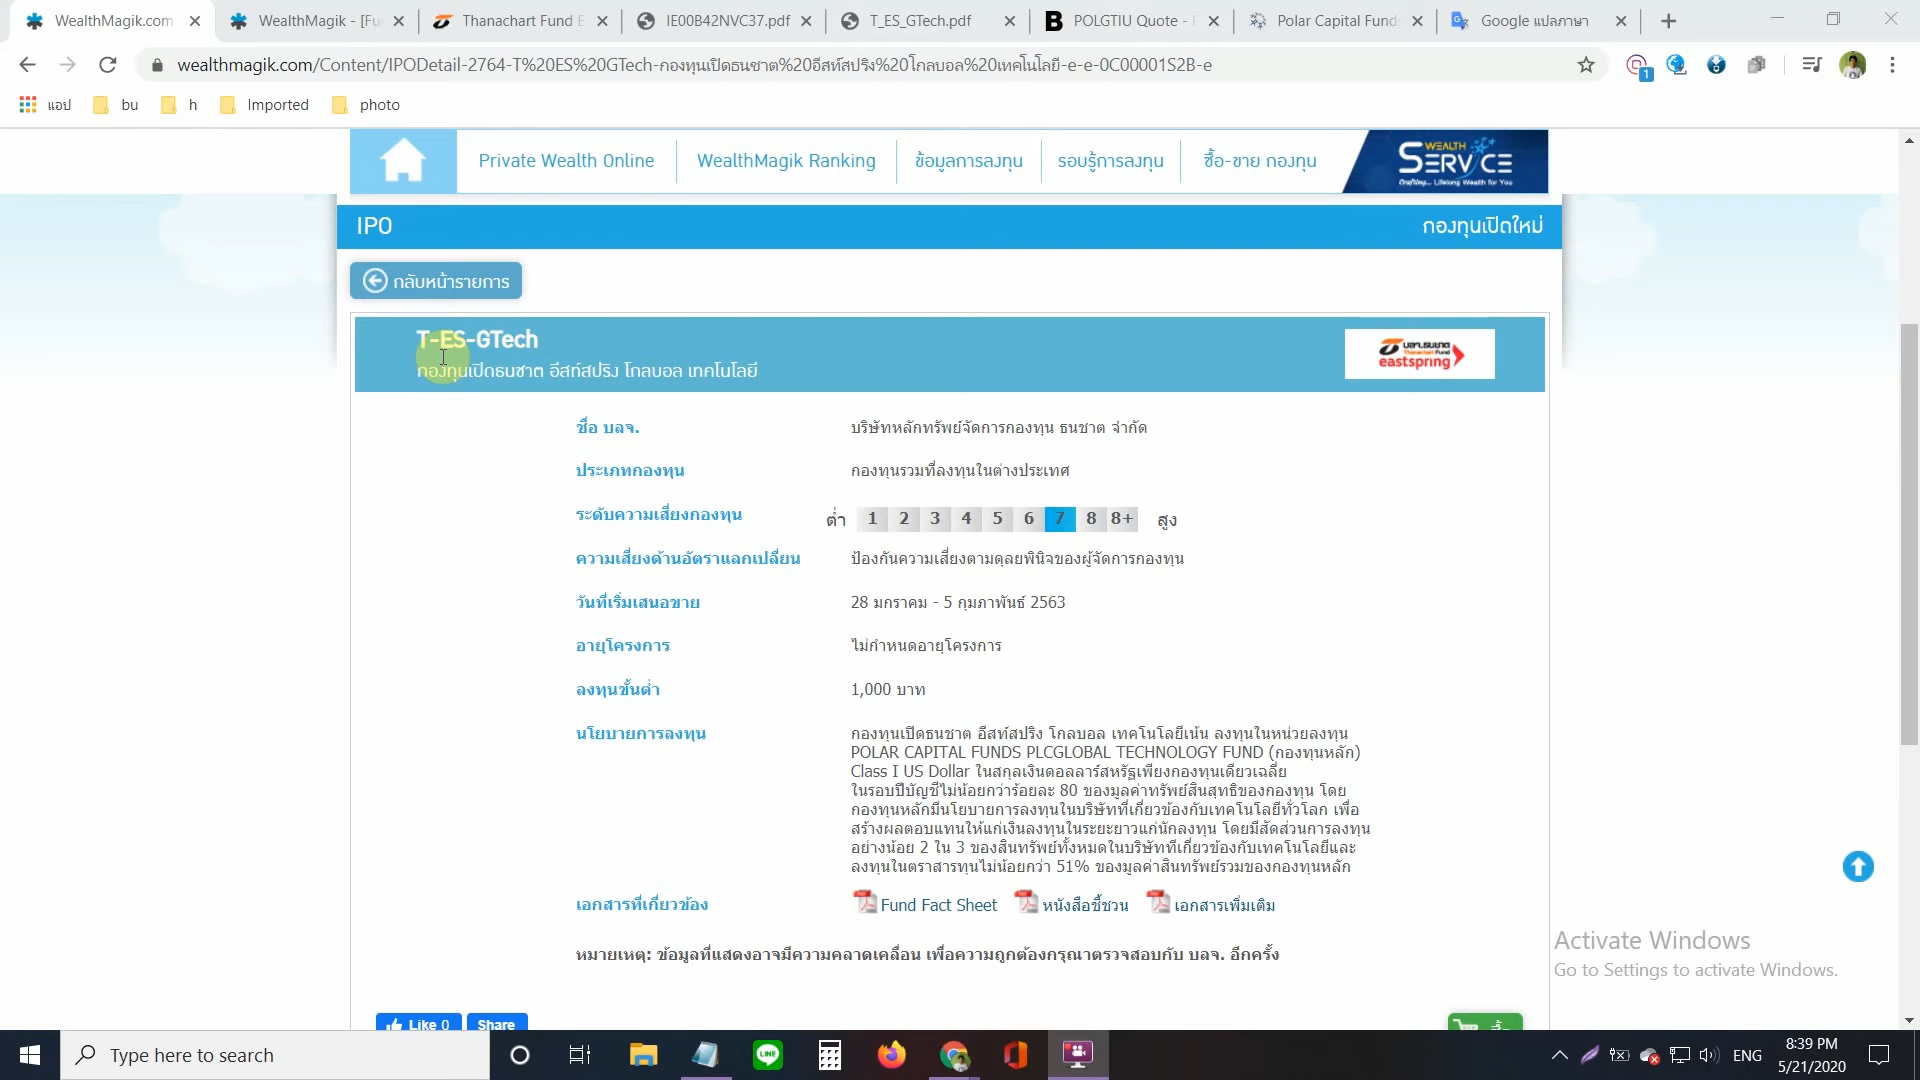 WealthMagik.com
WealthMagik - [Fu
Thanachart Fund E
IE00B42NVC37.pdf
T_ES_GTech.pdf
POLGTIU Quote - P
Polar Capital Fund
Google แปลภาษา
wealthmagik.com/Content/IPODetail-2764-T%20ES%20GTech-กองทุนเปิดธนชาต%20อีสท์สปริง%20โกลบอล%20เทคโนโลยี-e-e-0C00001S2B-e
1
แอป
bu
h
Imported
photo
Private Wealth Online
WealthMagik Ranking
ข้อมูลการลงทุน
รอบรู้การลงทุน
ซื้อ-ขาย กองทุน
WEALTH
SERVICE
Crafting... Lifelong Wealth for You
IPO
กองทุนเปิดใหม่
กลับหน้ารายการ
T-ES-GTech
กองทุนเปิดธนชาต อีสท์สปริง โกลบอล เทคโนโลยี
บลจ.ธนชาต
Thanachart Fund
eastspring
ชื่อ บลจ.
บริษัทหลักทรัพย์จัดการกองทุน ธนชาต จำกัด
ประเภทกองทุน
กองทุนรวมที่ลงทุนในต่างประเทศ
ระดับความเสี่ยงกองทุน
ต่ำ 1 2 3 4 5 6 7 8 8+ สูง
ความเสี่ยงด้านอัตราแลกเปลี่ยน
ป้องกันความเสี่ยงตามดุลยพินิจของผู้จัดการกองทุน
วันที่เริ่มเสนอขาย
28 มกราคม - 5 กุมภาพันธ์ 2563
อายุโครงการ
ไม่กำหนดอายุโครงการ
ลงทุนขั้นต่ำ
1,000 บาท
นโยบายการลงทุน
กองทุนเปิดธนชาต อีสท์สปริง โกลบอล เทคโนโลยีเน้น ลงทุนในหน่วยลงทุน
POLAR CAPITAL FUNDS PLCGLOBAL TECHNOLOGY FUND (กองทุนหลัก)
Class I US Dollar ในสกุลเงินดอลลาร์สหรัฐเพียงกองทุนเดียวเฉลี่ย
ในรอบปีบัญชีไม่น้อยกว่าร้อยละ 80 ของมูลค่าทรัพย์สินสุทธิของกองทุน โดย
กองทุนหลักมีนโยบายการลงทุนในบริษัทที่เกี่ยวข้องกับเทคโนโลยีทั่วโลก เพื่อ
สร้างผลตอบแทนให้แก่เงินลงทุนในระยะยาวแก่นักลงทุน โดยมีสัดส่วนการลงทุน
อย่างน้อย 2 ใน 3 ของสินทรัพย์ทั้งหมดในบริษัทที่เกี่ยวข้องกับเทคโนโลยีและ
ลงทุนในตราสารทุนไม่น้อยกว่า 51% ของมูลค่าสินทรัพย์รวมของกองทุนหลัก
เอกสารที่เกี่ยวข้อง
Fund Fact Sheet
หนังสือชี้ชวน
เอกสารเพิ่มเติม
หมายเหตุ: ข้อมูลที่แสดงอาจมีความคลาดเคลื่อน เพื่อความถูกต้องกรุณาตรวจสอบกับ บลจ. อีกครั้ง
Activate Windows
Go to Settings to activate Windows.
Like 0
Share
Type here to search
LINE
ENG
8:39 PM
5/21/2020